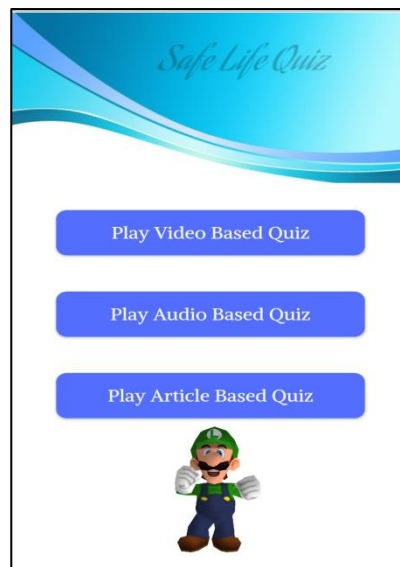 Safe Life Quiz
Play Video Based Quiz
Play Audio Based Quiz
Play Article Based Quiz
L